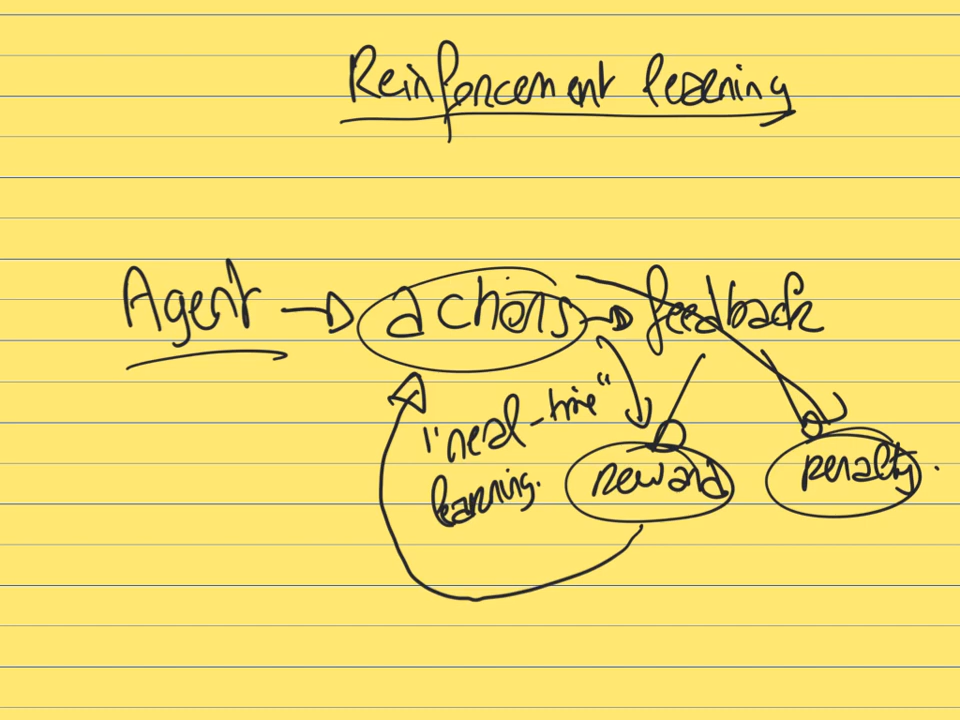 Reinforcement learning
Agent → actions → feedback
"real-time"
learning.
reward
penalty.